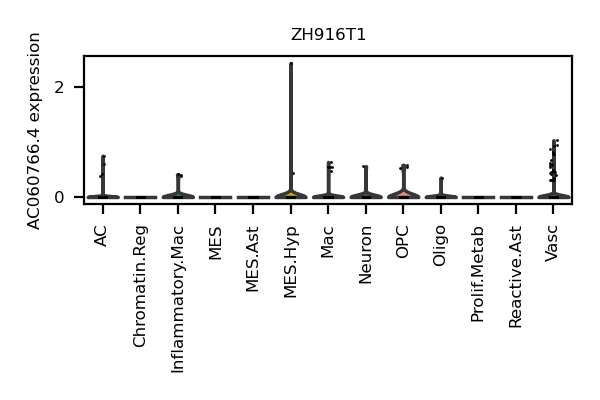 ZH916T1
AC060766.4 expression
2
0
AC
Chromatin.Reg
Inflammatory.Mac
MES
MES.Ast
MES.Hyp
Mac
Neuron
OPC
Oligo
Prolif.Metab
Reactive.Ast
Vasc